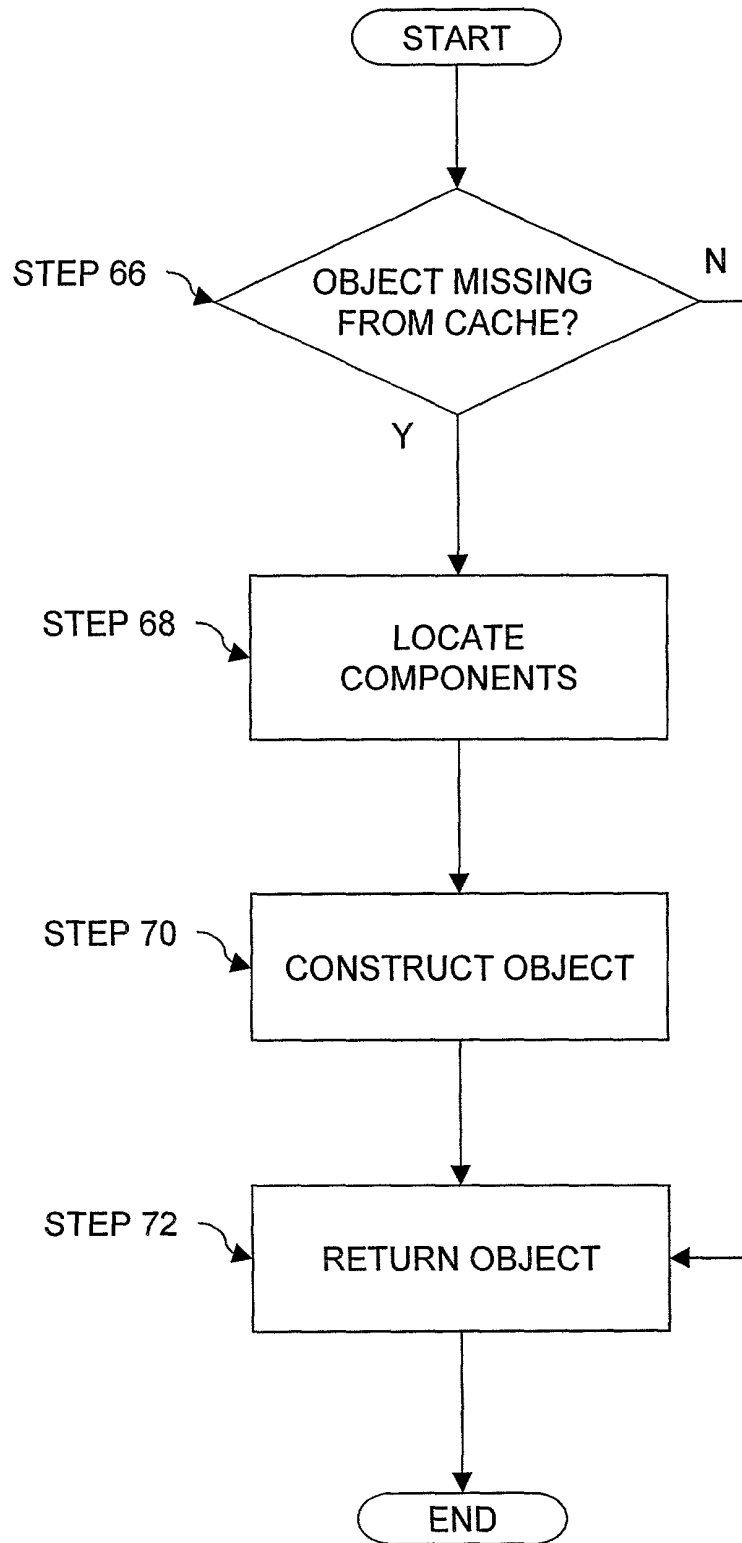 START
STEP 66
OBJECT MISSING
FROM CACHE?
N
Y
STEP 68
LOCATE
COMPONENTS
STEP 70
CONSTRUCT OBJECT
STEP 72
RETURN OBJECT
END